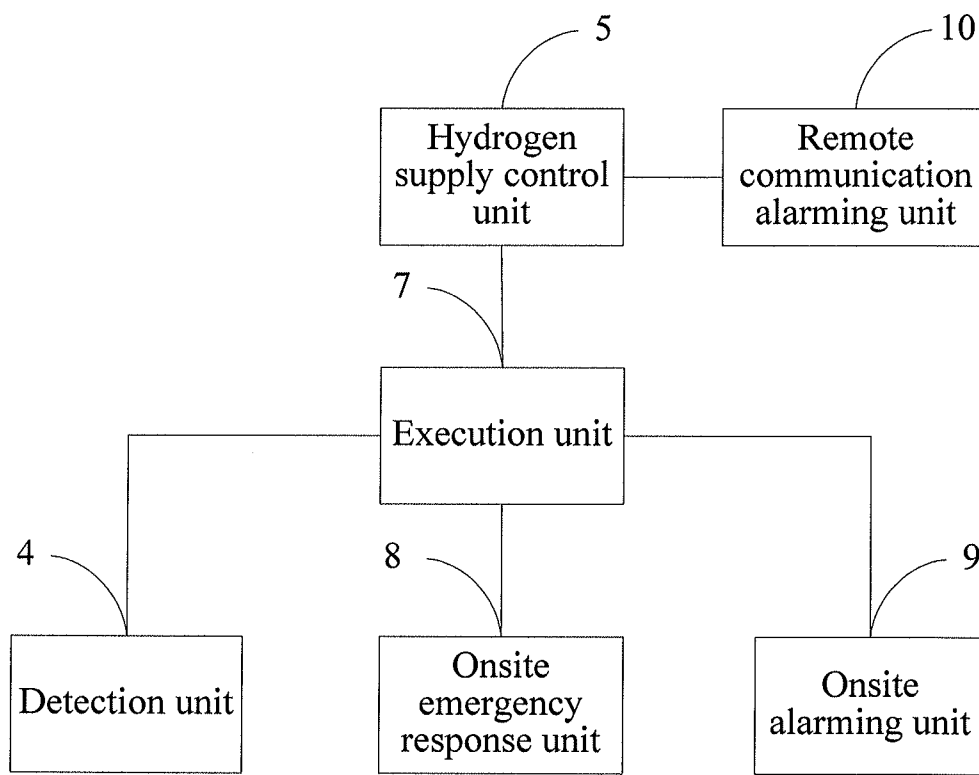 5
10
Hydrogen
supply control
unit
Remote
communication
alarming unit
7
Execution unit
4
8
9
Detection unit
Onsite
emergency
response unit
Onsite
alarming unit